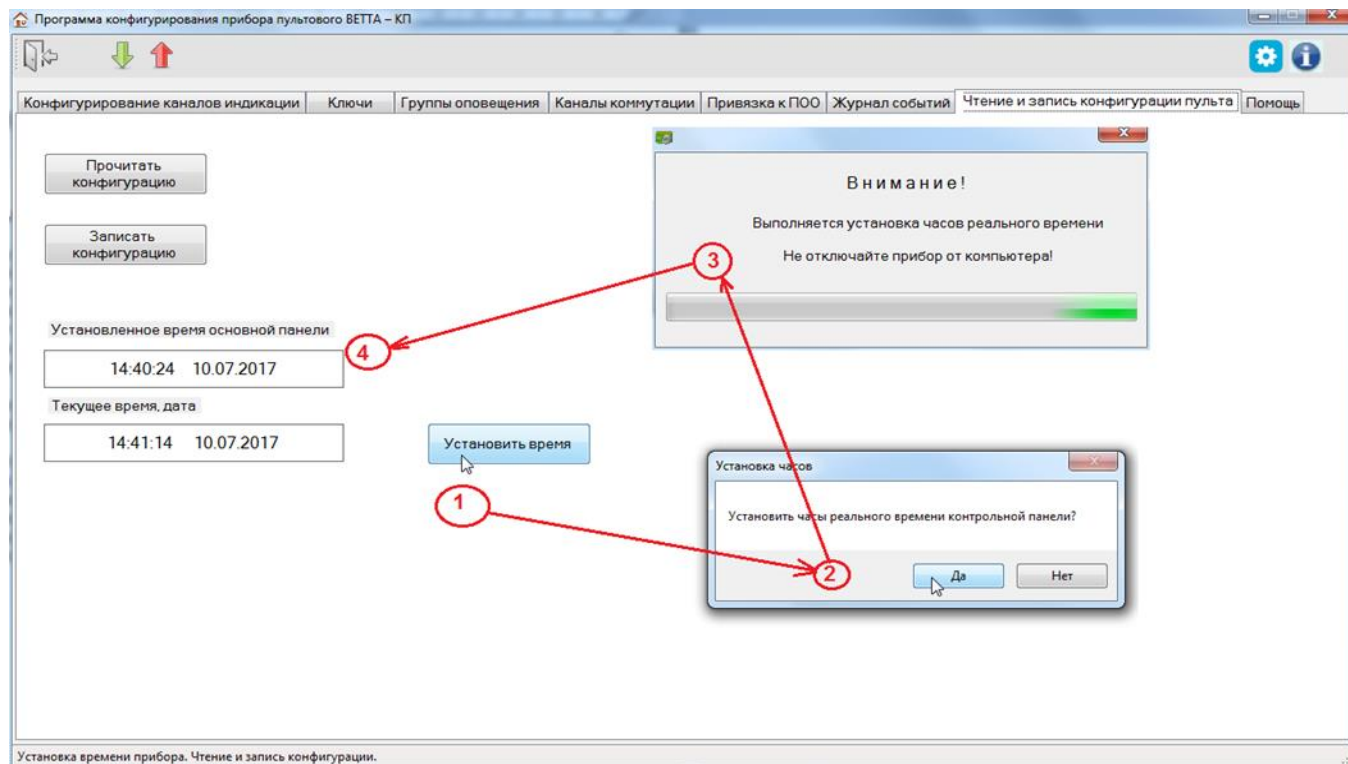 Программа конфигурирования прибора пультового ВЕТТА – КП
Конфигурирование каналов индикации
Ключи
Группы оповещения
Каналы коммутации
Привязка к ПОО
Журнал событий
Чтение и запись конфигурации пульта
Помощь
Прочитать
конфигурацию
Записать
конфигурацию
Внимание!
Выполняется установка часов реального времени
Не отключайте прибор от компьютера!
3
Установленное время основной панели
14:40:24 10.07.2017
4
Текущее время, дата
14:41:14 10.07.2017
Установить время
1
Установка часов
Установить часы реального времени контрольной панели?
2
Да
Нет
Установка времени прибора. Чтение и запись конфигурации.